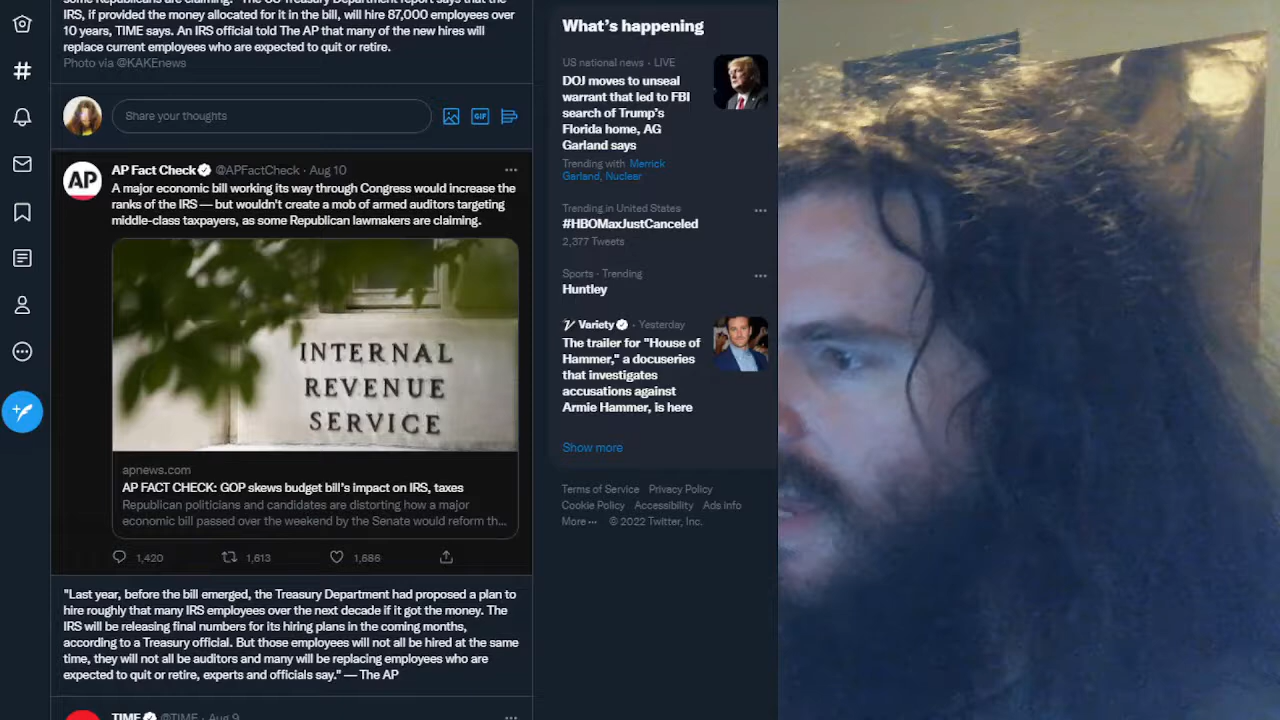 IRS, if provided the money allocated for it in the bill, will hire 87,000 employees over
10 years, TIME says. An IRS official told The AP that many of the new hires will
replace current employees who are expected to quit or retire.
Photo via @KAKEnews
Share your thoughts
GIF
AP
AP Fact Check @APFactCheck · Aug 10
A major economic bill working its way through Congress would increase the
ranks of the IRS — but wouldn't create a mob of armed auditors targeting
middle-class taxpayers, as some Republican lawmakers are claiming.
INTERNAL
REVENUE
SERVICE
apnews.com
AP FACT CHECK: GOP skews budget bill's impact on IRS, taxes
Republican politicians and candidates are distorting how a major
economic bill passed over the weekend by the Senate would reform th...
1,420 1,613 1,686
"Last year, before the bill emerged, the Treasury Department had proposed a plan to
hire roughly that many IRS employees over the next decade if it got the money. The
IRS will be releasing final numbers for its hiring plans in the coming months,
according to a Treasury official. But those employees will not all be hired at the same
time, they will not all be auditors and many will be replacing employees who are
expected to quit or retire, experts and officials say." — The AP
TIME @TIME · Aug 9
What's happening
US national news · LIVE
DOJ moves to unseal
warrant that led to FBI
search of Trump's
Florida home, AG
Garland says
Trending with Merrick
Garland, Nuclear
Trending in United States
#HBOMaxJustCanceled
2,377 Tweets
Sports · Trending
Huntley
Variety · Yesterday
The trailer for "House of
Hammer," a docuseries
that investigates
accusations against
Armie Hammer, is here
Show more
Terms of Service Privacy Policy
Cookie Policy Accessibility Ads info
More ··· © 2022 Twitter, Inc.